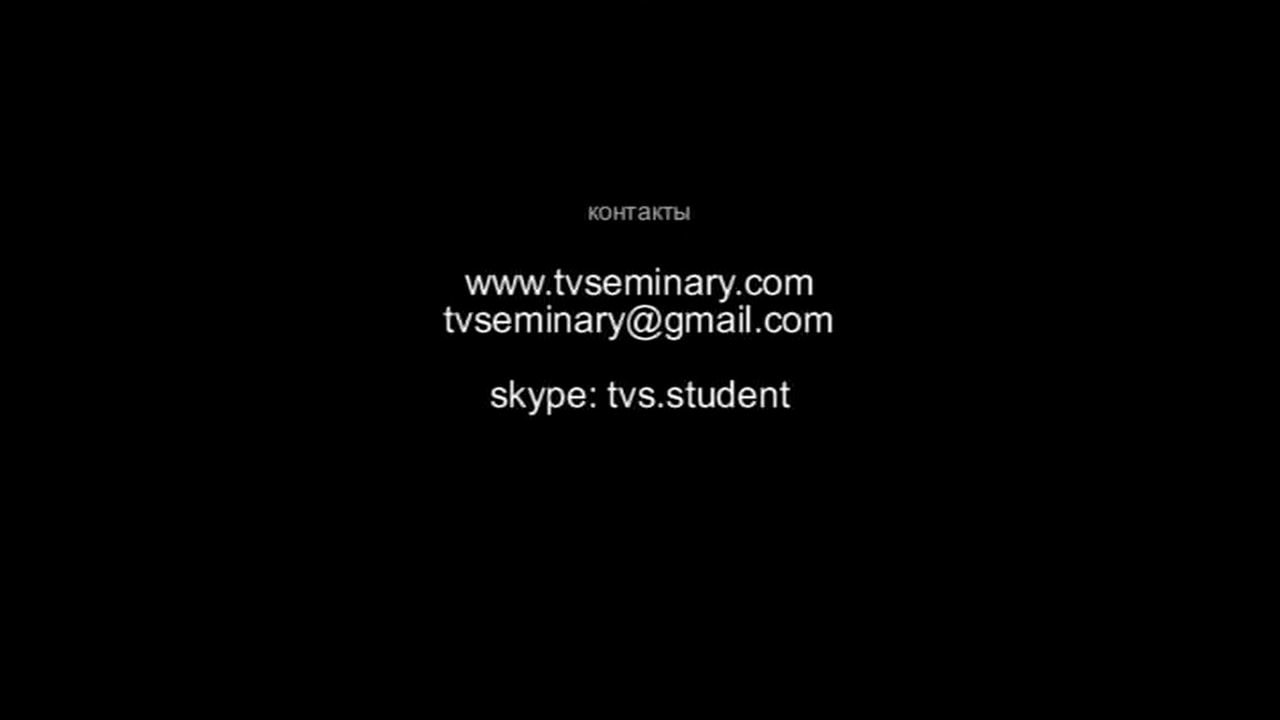 контакты
www.tvseminary.com
tvseminary@gmail.com
skype: tvs.student